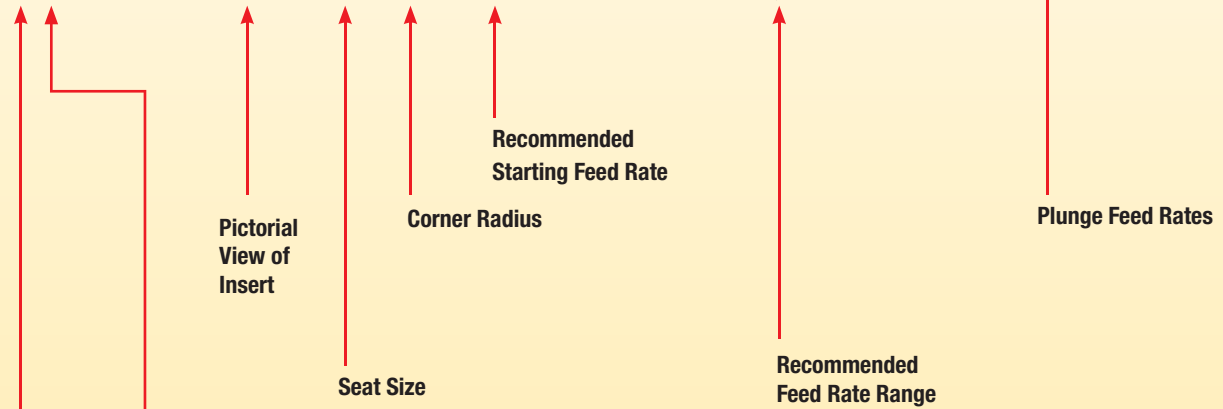 Recommended
Starting Feed Rate
Corner Radius
Pictorial
View of
Insert
Plunge Feed Rates
Seat Size
Recommended
Feed Rate Range